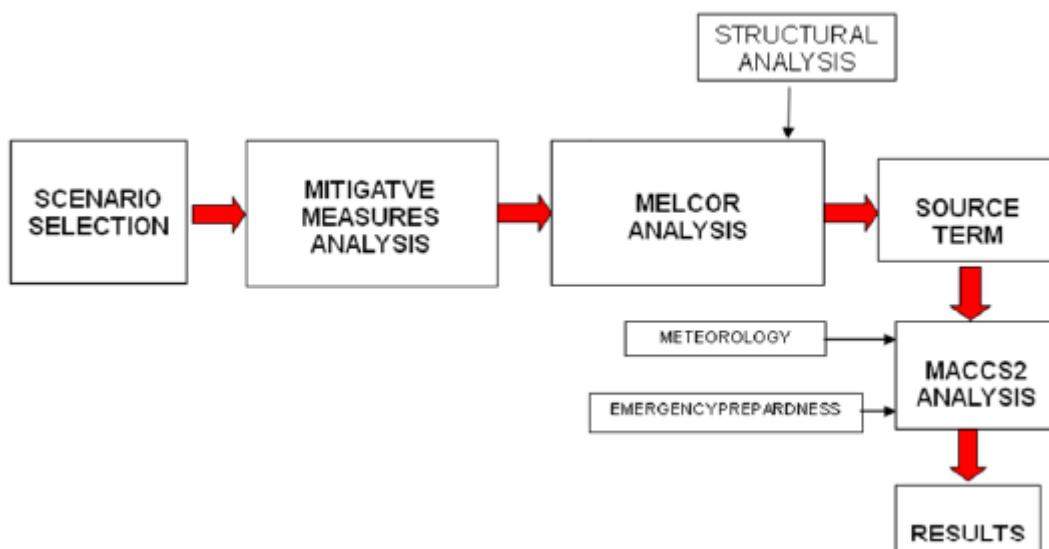 STRUCTURAL
ANALYSIS
SCENARIO
SELECTION
MITIGATVE
MEASURES
ANALYSIS
MELCOR
ANALYSIS
SOURCE
TERM
METEOROLOGY
EMERGENCYPREPARDNESS
MACCS2
ANALYSIS
RESULTS